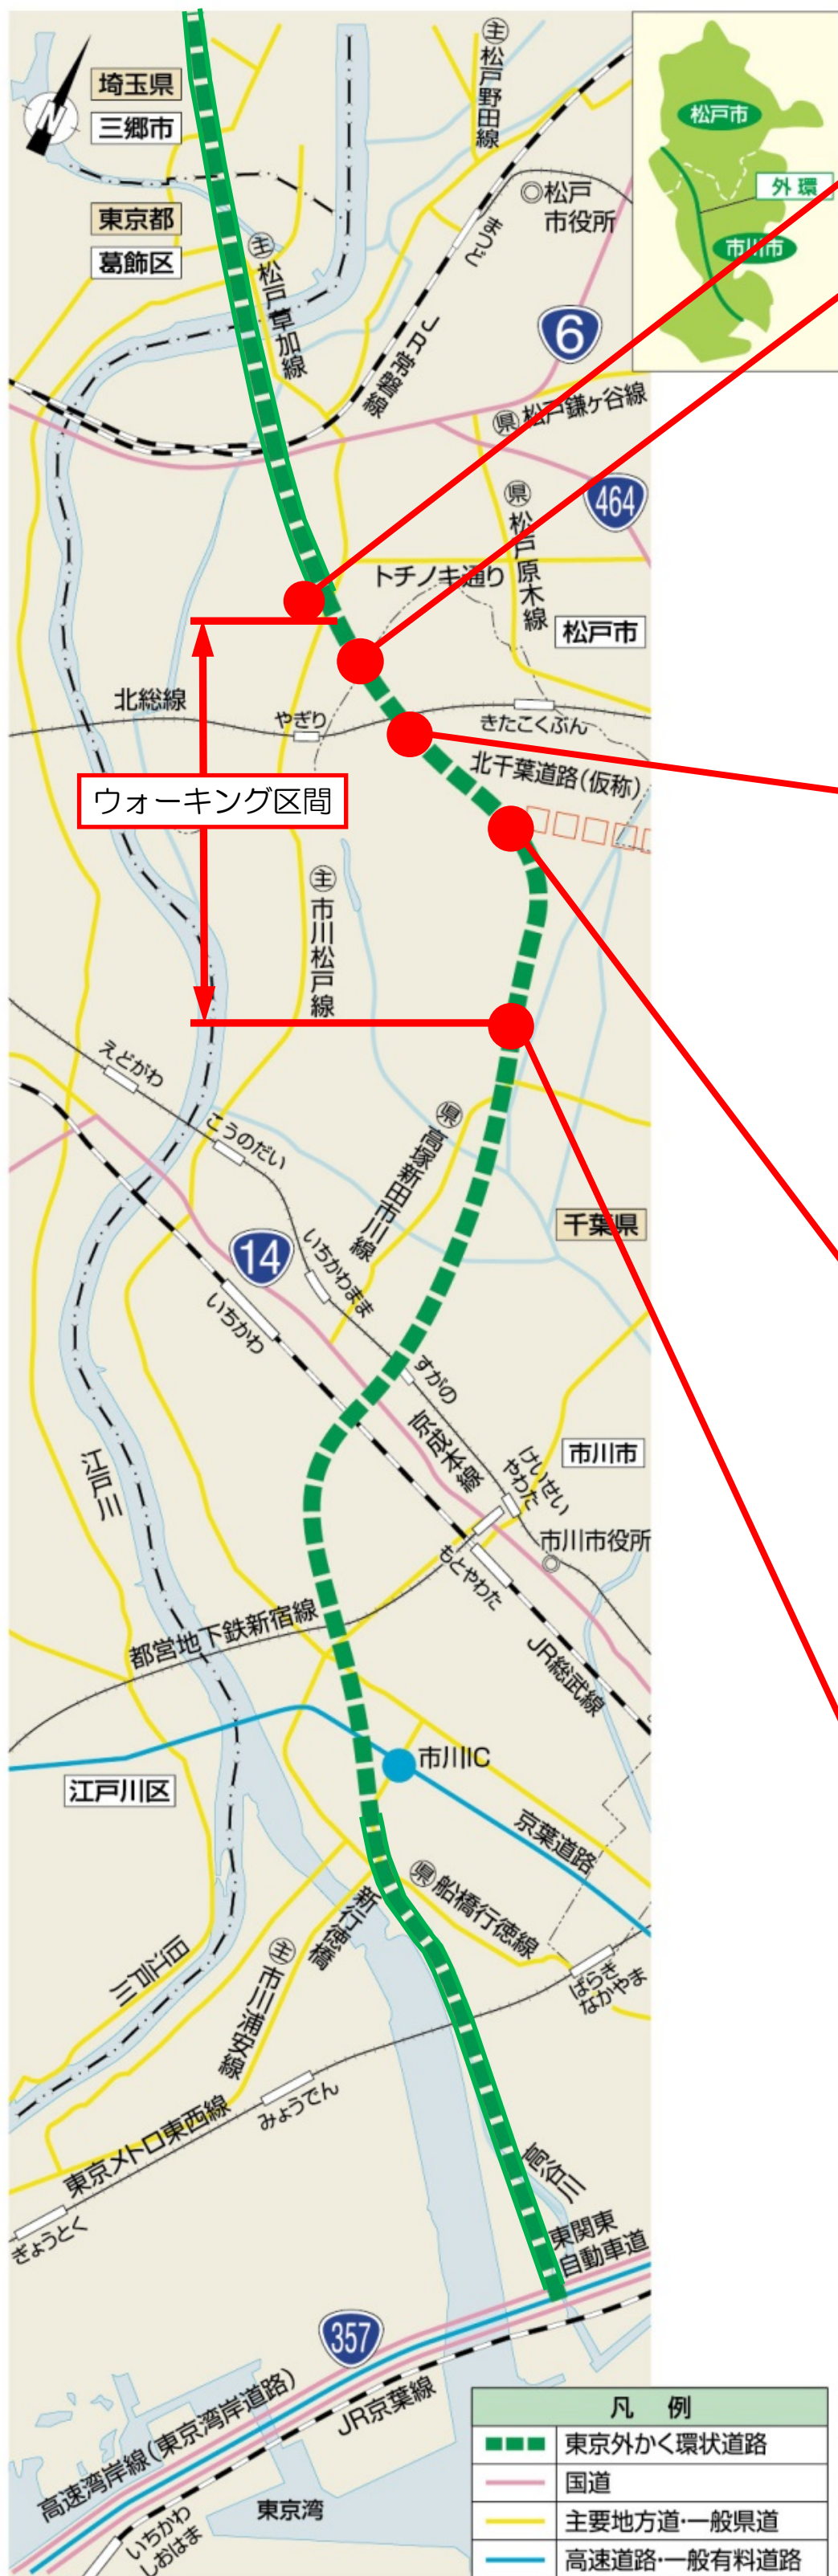 埼玉県
三郷市
東京都
葛飾区
N
㊤松戸野田線
松戸
市役所
まつど
松戸市
外環
市川市
主松戸草加線
JR常磐線
6
県松戸鎌ヶ谷線
464
県松戸原木線
トチノキ通り
松戸市
北総線
やぎり
きたこくぶん
北千葉道路(仮称)
ウォーキング区間
主市川松戸線
えどがわ
こうのだい
県高塚新田市川線
千葉県
14
いちかわまま
いちかわ
すがの
京成本線
市川市
けいせい
やわた
市川市役所
もとやわた
江戸川
都営地下鉄新宿線
JR総武線
市川IC
江戸川区
京葉道路
県船橋行徳線
新行徳橋
旧江戸川
主市川浦安線
ばらき
なかやま
みょうでん
東京メトロ東西線
ぎょうとく
高谷川
東関東
自動車道
357
高速湾岸線(東京湾岸道路)
JR京葉線
いちかわ
しおはま
東京湾
凡 例
東京外かく環状道路
国道
主要地方道・一般県道
高速道路・一般有料道路